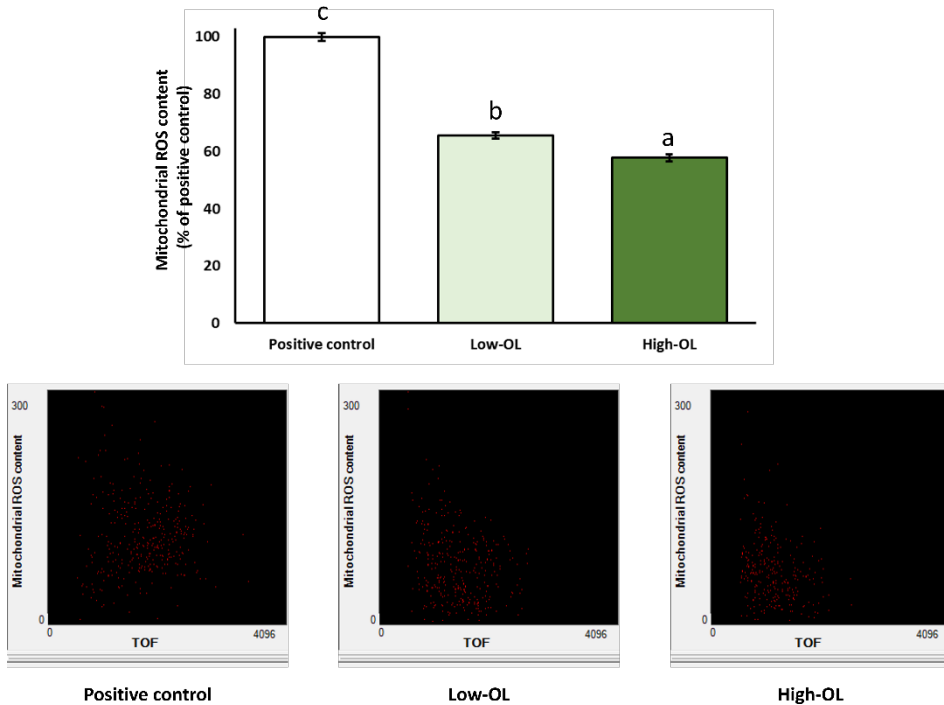 c
b
a
Mitochondrial ROS content
(% of positive control)
100
80
60
40
20
0
Positive control Low-OL High-OL
300
Mitochondrial ROS content
0
0 4096
TOF
300
Mitochondrial ROS content
0
0 4096
TOF
300
Mitochondrial ROS content
0
0 4096
TOF
Positive control Low-OL High-OL